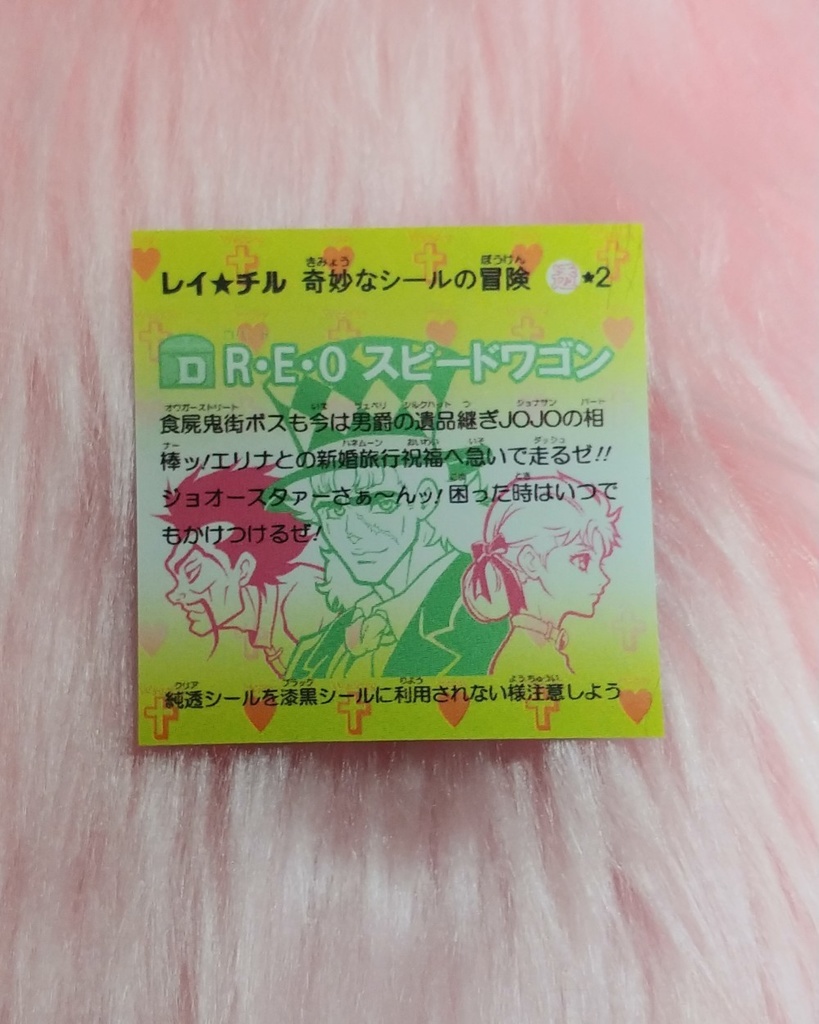 レイ★チル 奇妙なシールの冒険 ★2
D R・E・O スピードワゴン
食屍鬼街ボスも今は男爵の遺品継ぎJOJOの相
棒ッ!エリナとの新婚旅行祝福へ急いで走るゼ!!
ジョオースタァーさぁ〜んッ! 困った時はいつで
もかけつけるぜ!
純透シールを漆黒シールに利用されない様注意しよう